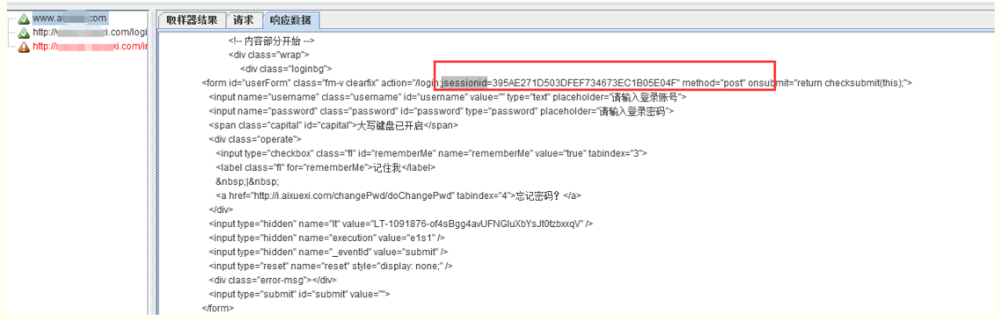 www.a com
http:// di.com/logi
http:// xi.com/ir
取样器结果 请求 响应数据
<!-- 内容部分开始 -->
<div class="wrap">
<div class="loginbg">
<form id="userForm" class="fm-v clearfix" action="/login;jsessionid=395AE271D503DFEF734673EC1B05E04F" method="post" onsubmit="return checksubmit(this);">
<input name="username" class="username" id="username" value="" type="text" placeholder="请输入登录账号">
<input name="password" class="password" id="password" type="password" placeholder="请输入登录密码">
<span class="capital" id="capital">大写键盘已开启</span>
<div class="operate">
<input type="checkbox" class="fl" id="rememberMe" name="rememberMe" value="true" tabindex="3">
<label class="fl" for="rememberMe">记住我</label>
&nbsp;|&nbsp;
<a href="http://i.aixuexi.com/changePwd/doChangePwd" tabindex="4">忘记密码？</a>
</div>
<input type="hidden" name="lt" value="LT-1091876-of4sBgg4avUFNGluXbYsJt0tzbxxqV" />
<input type="hidden" name="execution" value="e1s1" />
<input type="hidden" name="_eventId" value="submit" />
<input type="reset" name="reset" style="display: none;" />
<div class="error-msg"></div>
<input type="submit" id="submit" value="">
</form>